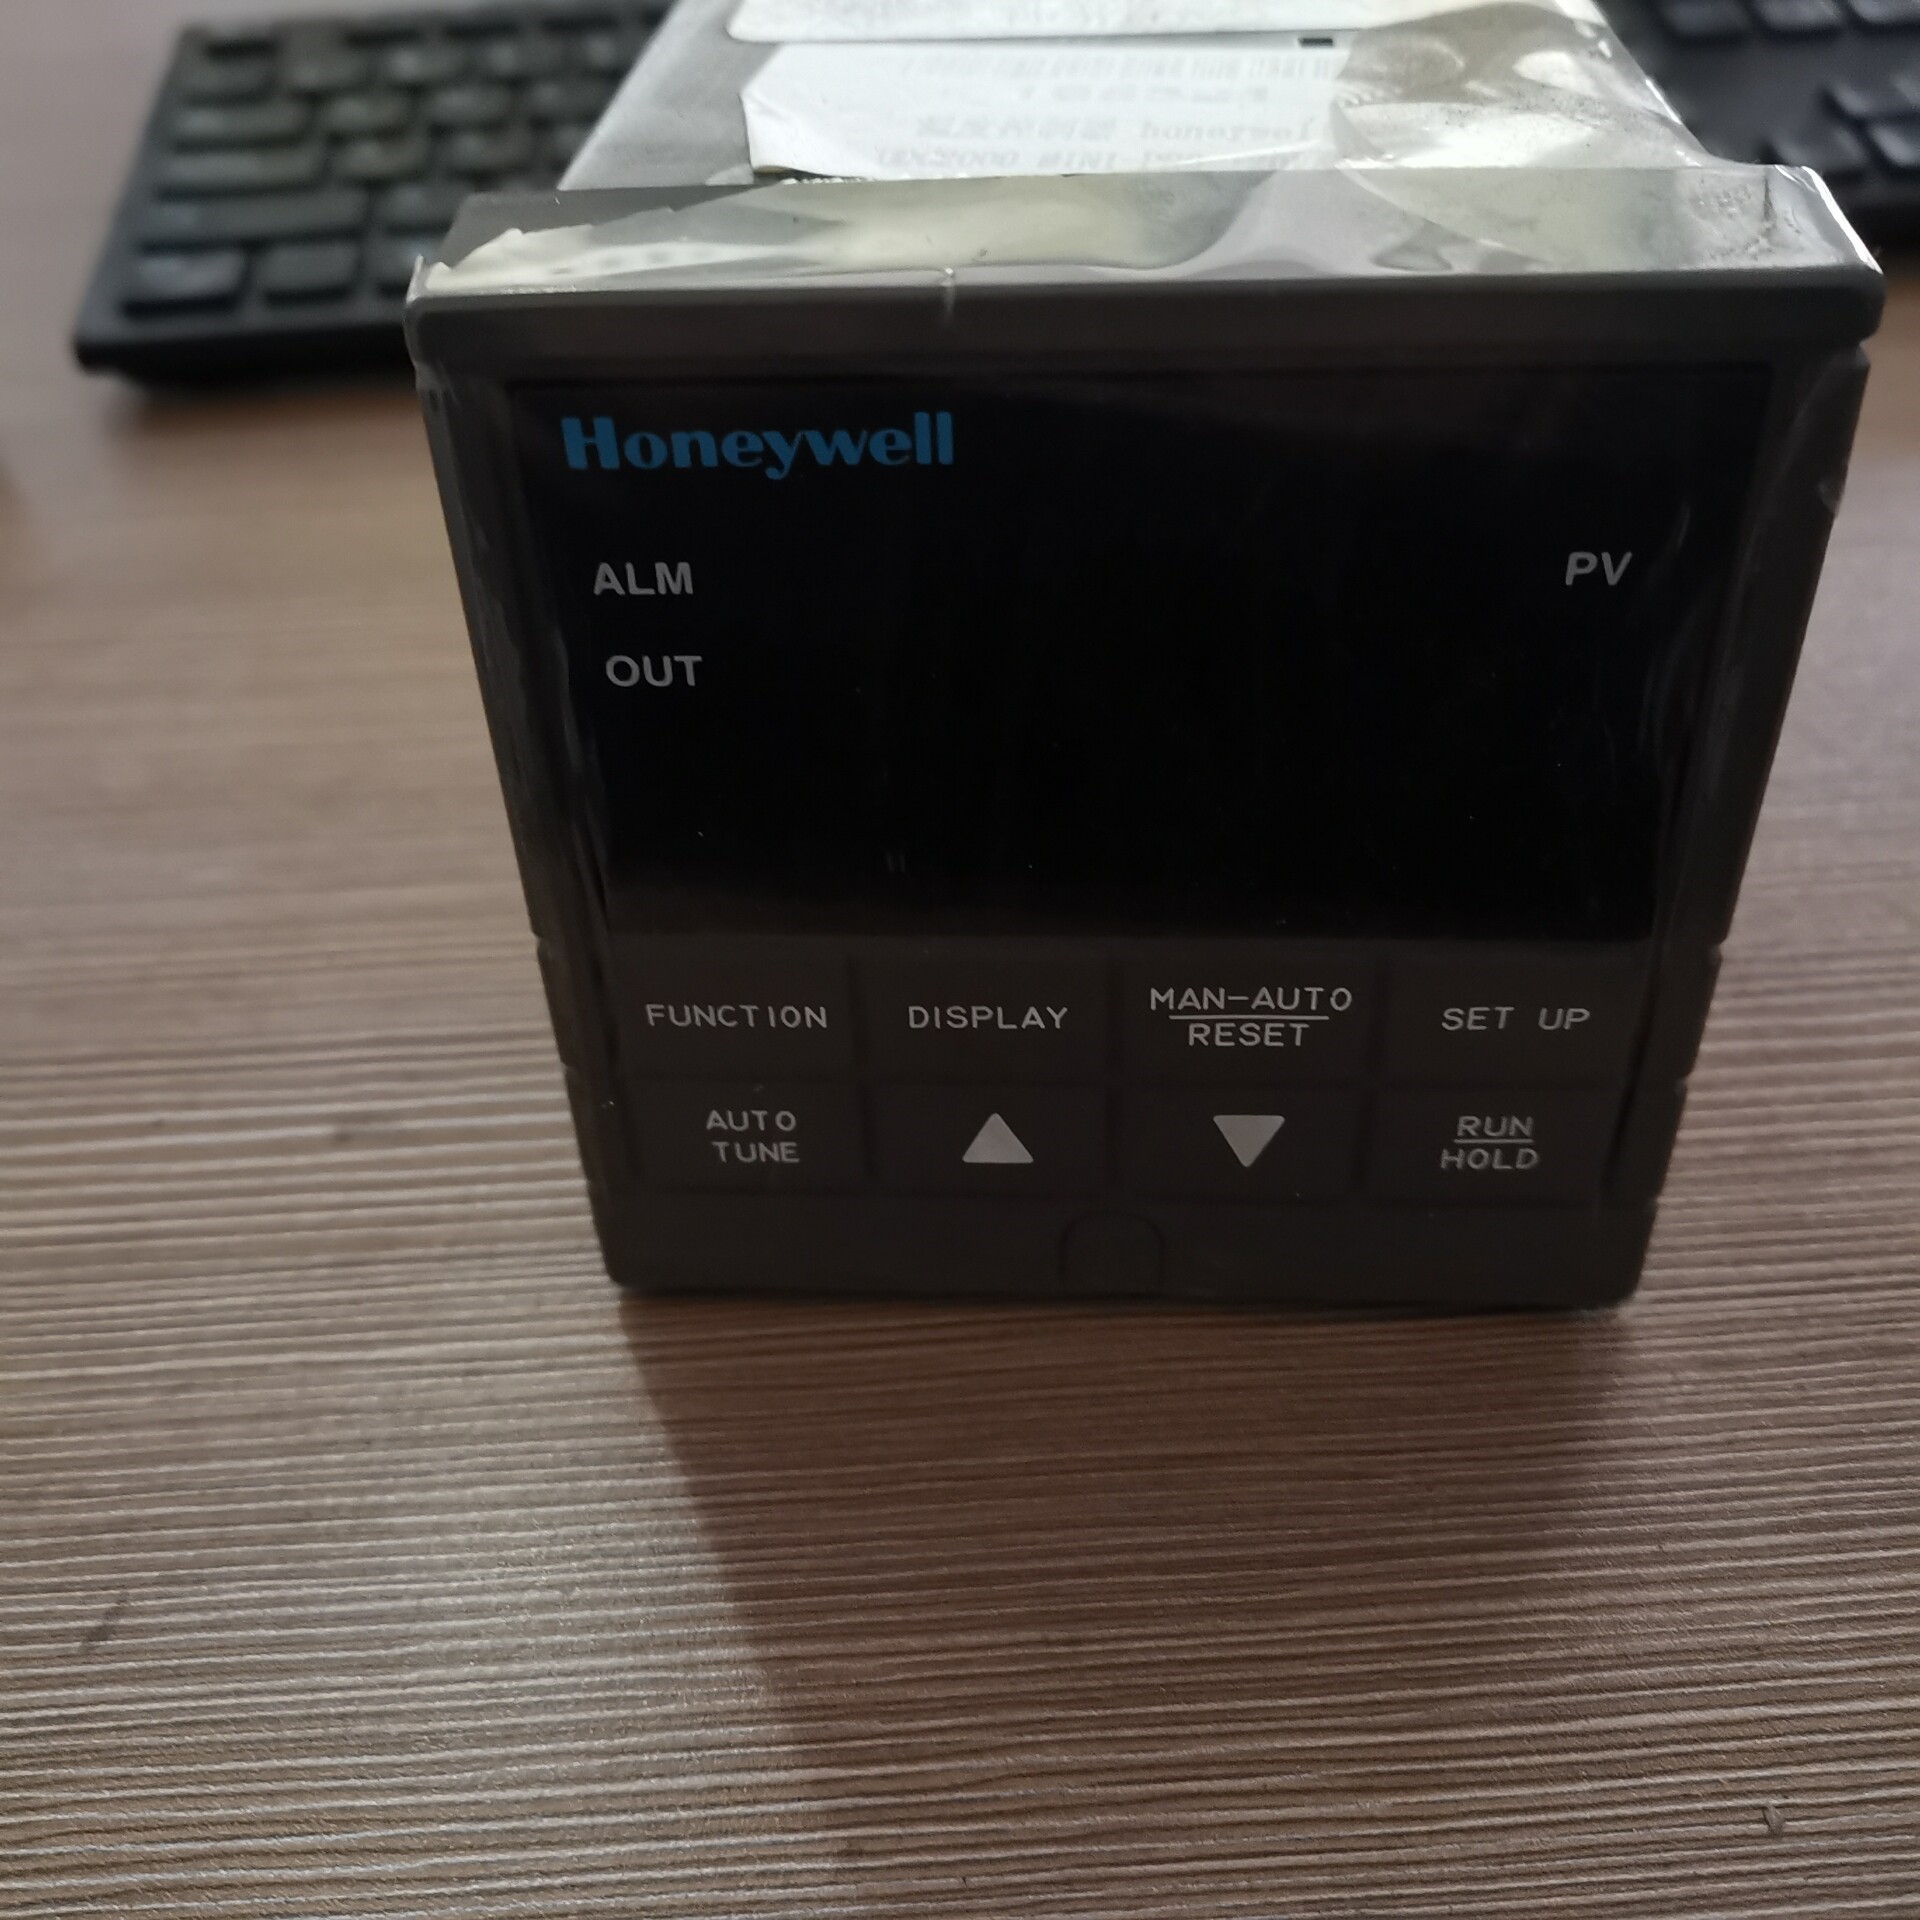 honeywell
Honeywell
ALM
PV
OUT
FUNCTION
DISPLAY
MAN-AUTO
RESET
SET UP
AUTO
TUNE
RUN
HOLD